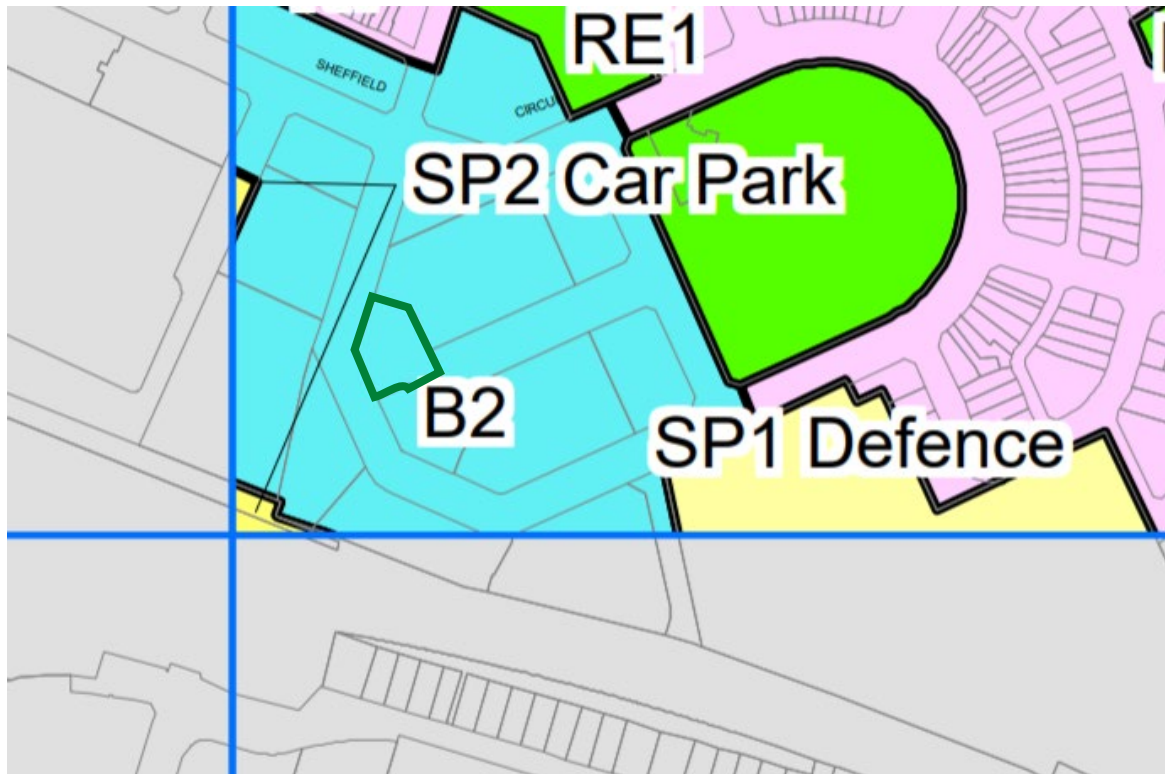 RE1
SHEFFIELD
CIRCU
SP2 Car Park
B2
SP1 Defence